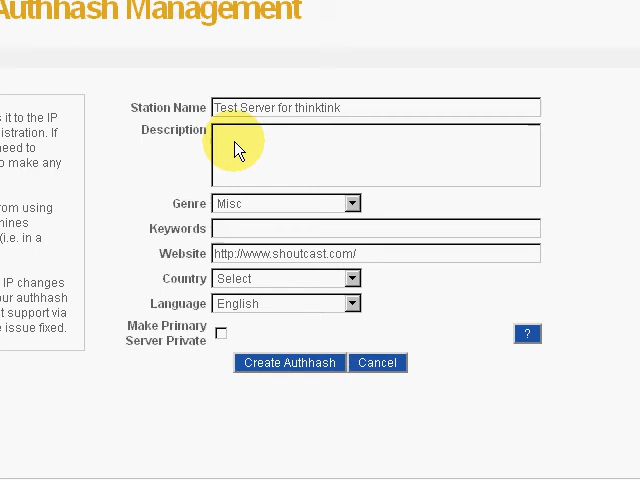 Authhash Management
it to the IP
istration. If
need to
o make any
rom using
hines
(i.e. in a
IP changes
our authhash
t support via
e issue fixed.
Station Name Test Server for thinktink
Description
Genre Misc
Keywords
Website http://www.shoutcast.com/
Country Select
Language English
Make Primary
Server Private
?
Create Authhash Cancel